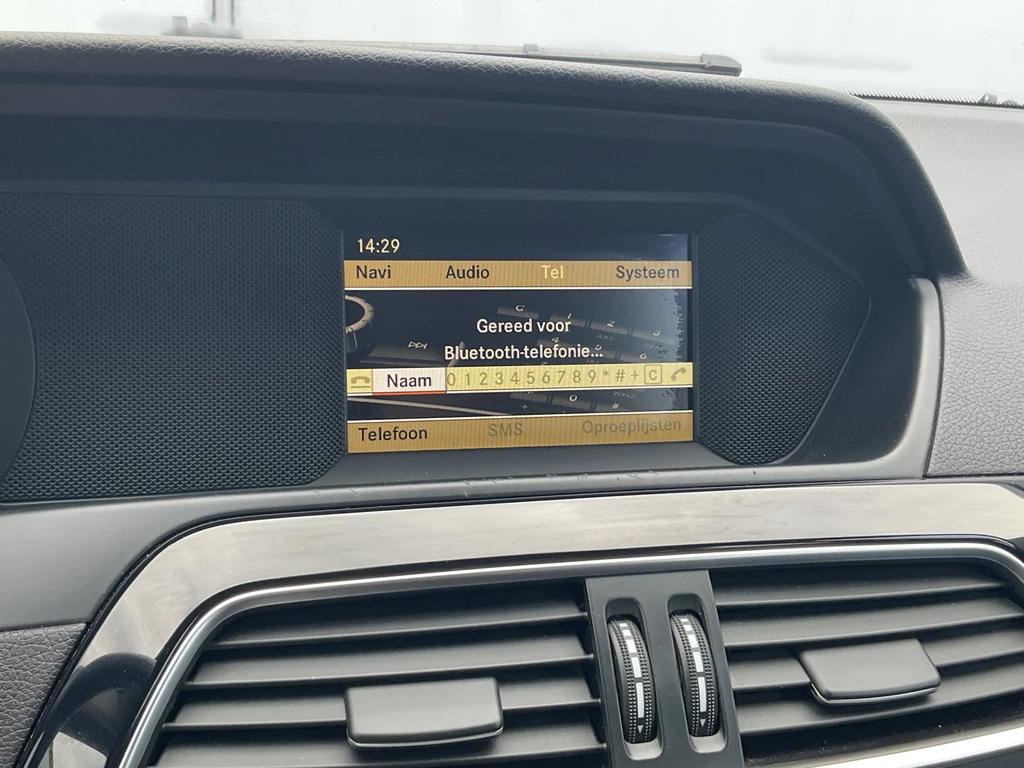 14:29
Navi Audio Tel Systeem
Gereed voor
Bluetooth-telefonie...
Naam 0 1 2 3 4 5 6 7 8 9 * # + C
Telefoon SMS Oproeplijsten